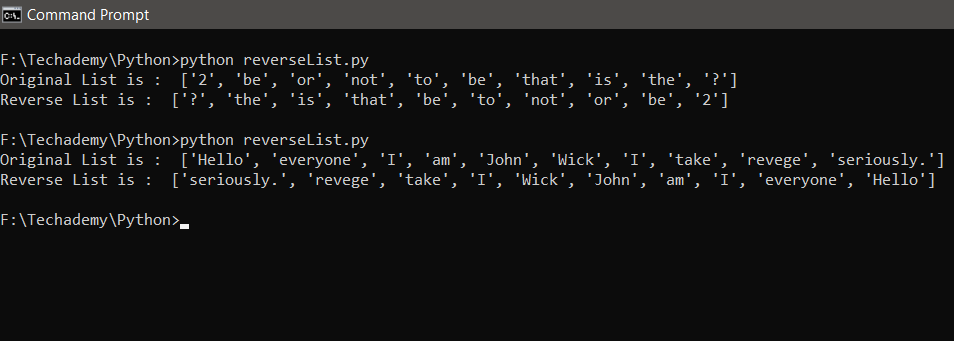 Command Prompt
F:\Techademy\Python>python reverseList.py
Original List is :  ['2', 'be', 'or', 'not', 'to', 'be', 'that', 'is', 'the', '?']
Reverse List is :  ['?', 'the', 'is', 'that', 'be', 'to', 'not', 'or', 'be', '2']
F:\Techademy\Python>python reverseList.py
Original List is :  ['Hello', 'everyone', 'I', 'am', 'John', 'Wick', 'I', 'take', 'revege', 'seriously.']
Reverse List is :  ['seriously.', 'revege', 'take', 'I', 'Wick', 'John', 'am', 'I', 'everyone', 'Hello']
F:\Techademy\Python>